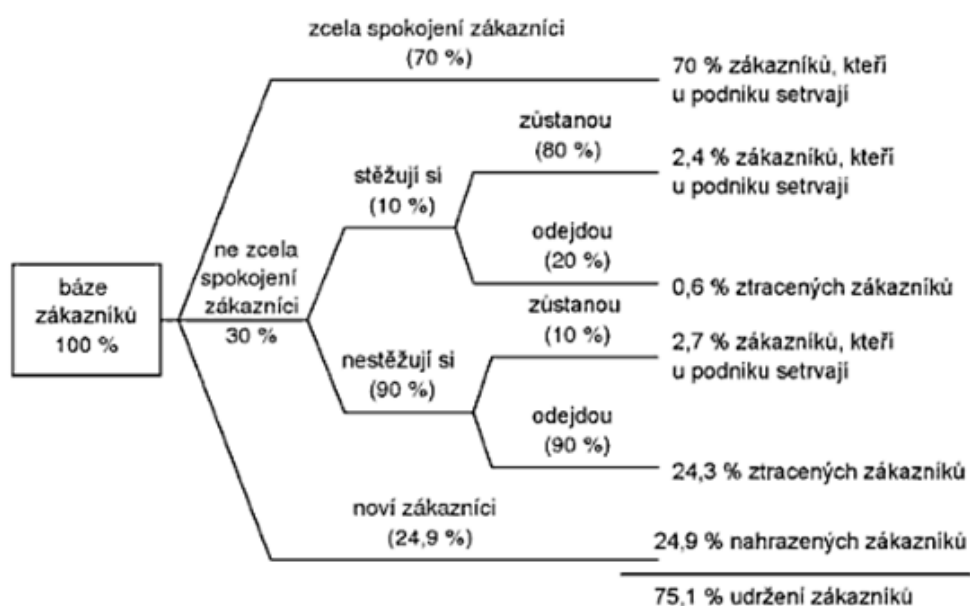 zcela spokojení zákazníci
(70 %)
70 % zákazníků, kteří
u podniku setrvají
zůstanou
(80 %)
2,4 % zákazníků, kteří
u podniku setrvají
stěžují si
(10 %)
odejdou
(20 %)
0,6 % ztracených zákazníků
ne zcela
spokojení
zákazníci
30 %
báze
zákazníků
100 %
zůstanou
(10 %)
2,7 % zákazníků, kteří
u podniku setrvají
nestěžují si
(90 %)
odejdou
(90 %)
24,3 % ztracených zákazníků
noví zákazníci
(24,9 %)
24,9 % nahrazených zákazníků
75,1 % udržení zákazníků